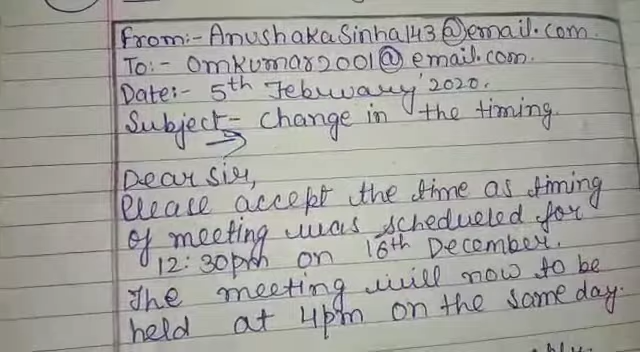 From:- AnushakaSinha143@email.com.
To:- omkumar2001@email.com.
Date:- 5th February 2020.
Subject- change in the timing.
Dear sir,
Please accept the time as timing
of meeting was scheduled for
12:30pm on 16th December.
The meeting will now to be
held at 4pm on the same day.